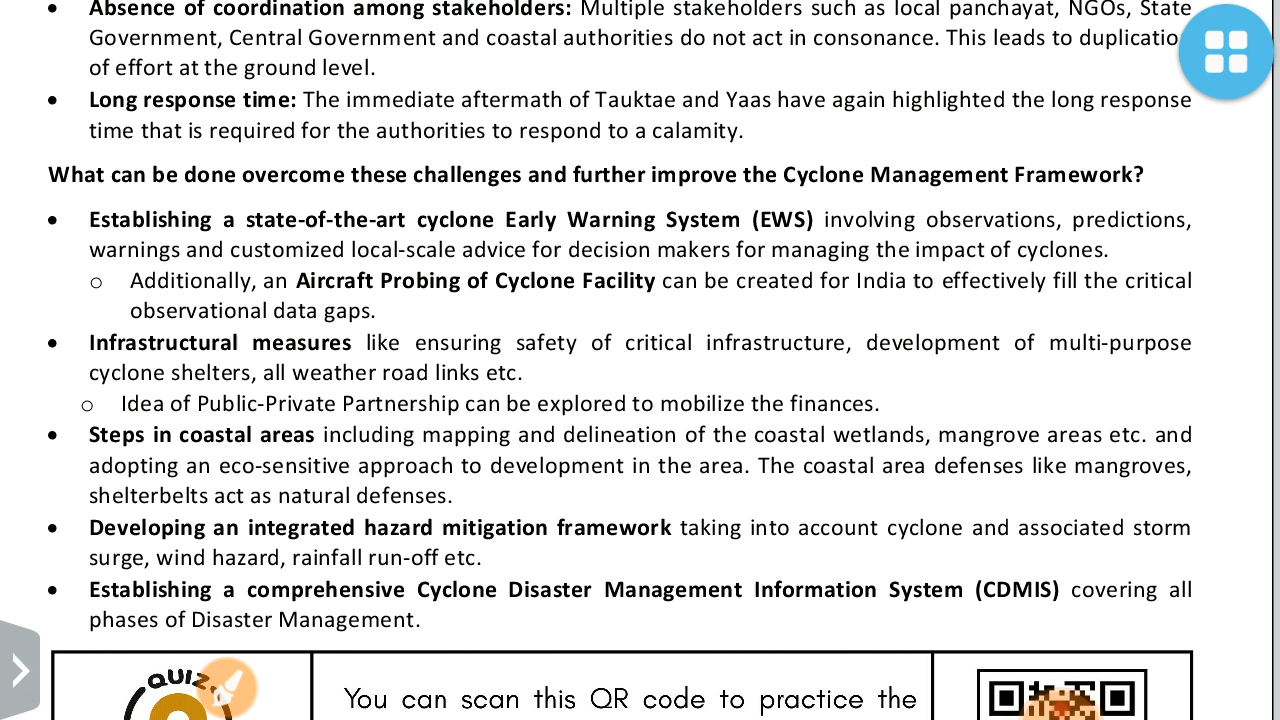 • Absence of coordination among stakeholders: Multiple stakeholders such as local panchayat, NGOs, State
Government, Central Government and coastal authorities do not act in consonance. This leads to duplication
of effort at the ground level.
• Long response time: The immediate aftermath of Tauktae and Yaas have again highlighted the long response
time that is required for the authorities to respond to a calamity.
What can be done overcome these challenges and further improve the Cyclone Management Framework?
• Establishing a state-of-the-art cyclone Early Warning System (EWS) involving observations, predictions,
warnings and customized local-scale advice for decision makers for managing the impact of cyclones.
o Additionally, an Aircraft Probing of Cyclone Facility can be created for India to effectively fill the critical
observational data gaps.
• Infrastructural measures like ensuring safety of critical infrastructure, development of multi-purpose
cyclone shelters, all weather road links etc.
o Idea of Public-Private Partnership can be explored to mobilize the finances.
• Steps in coastal areas including mapping and delineation of the coastal wetlands, mangrove areas etc. and
adopting an eco-sensitive approach to development in the area. The coastal area defenses like mangroves,
shelterbelts act as natural defenses.
• Developing an integrated hazard mitigation framework taking into account cyclone and associated storm
surge, wind hazard, rainfall run-off etc.
• Establishing a comprehensive Cyclone Disaster Management Information System (CDMIS) covering all
phases of Disaster Management.
QUIZ
You can scan this QR code to practice the